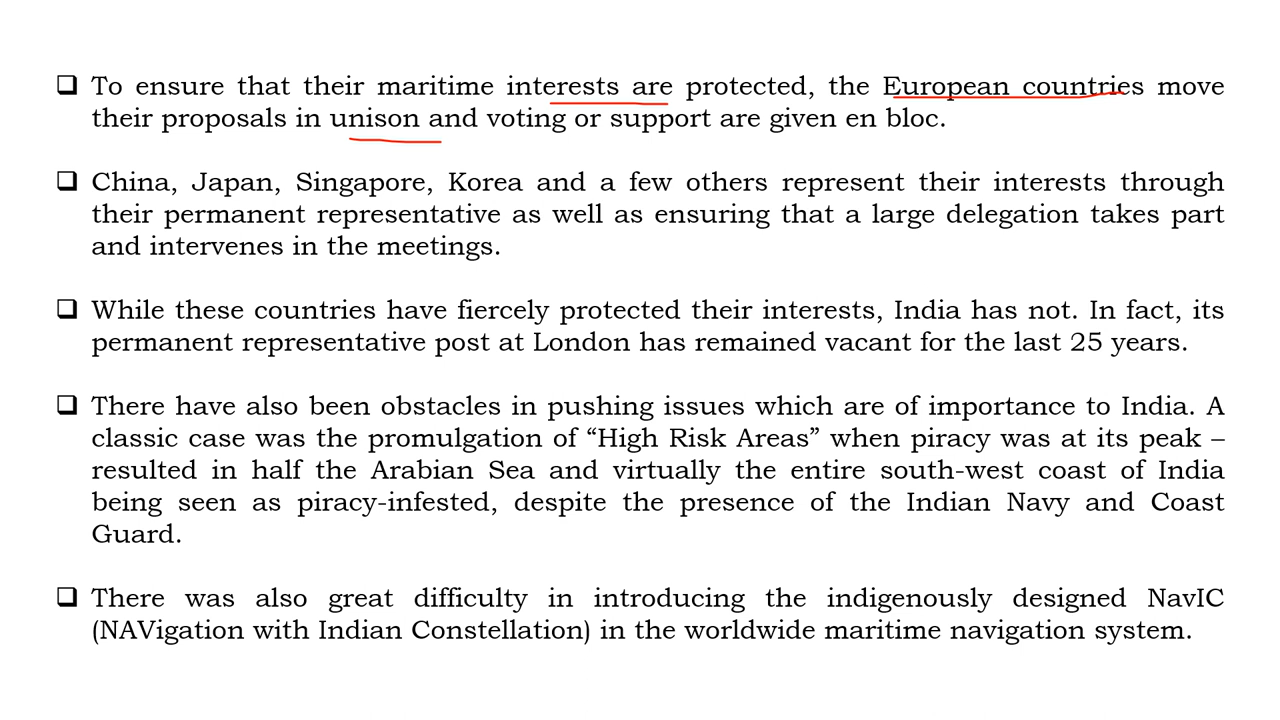 ❑ To ensure that their maritime interests are protected, the European countries move
their proposals in unison and voting or support are given en bloc.
❑ China, Japan, Singapore, Korea and a few others represent their interests through
their permanent representative as well as ensuring that a large delegation takes part
and intervenes in the meetings.
❑ While these countries have fiercely protected their interests, India has not. In fact, its
permanent representative post at London has remained vacant for the last 25 years.
❑ There have also been obstacles in pushing issues which are of importance to India. A
classic case was the promulgation of “High Risk Areas” when piracy was at its peak –
resulted in half the Arabian Sea and virtually the entire south-west coast of India
being seen as piracy-infested, despite the presence of the Indian Navy and Coast
Guard.
❑ There was also great difficulty in introducing the indigenously designed NavIC
(NAVigation with Indian Constellation) in the worldwide maritime navigation system.